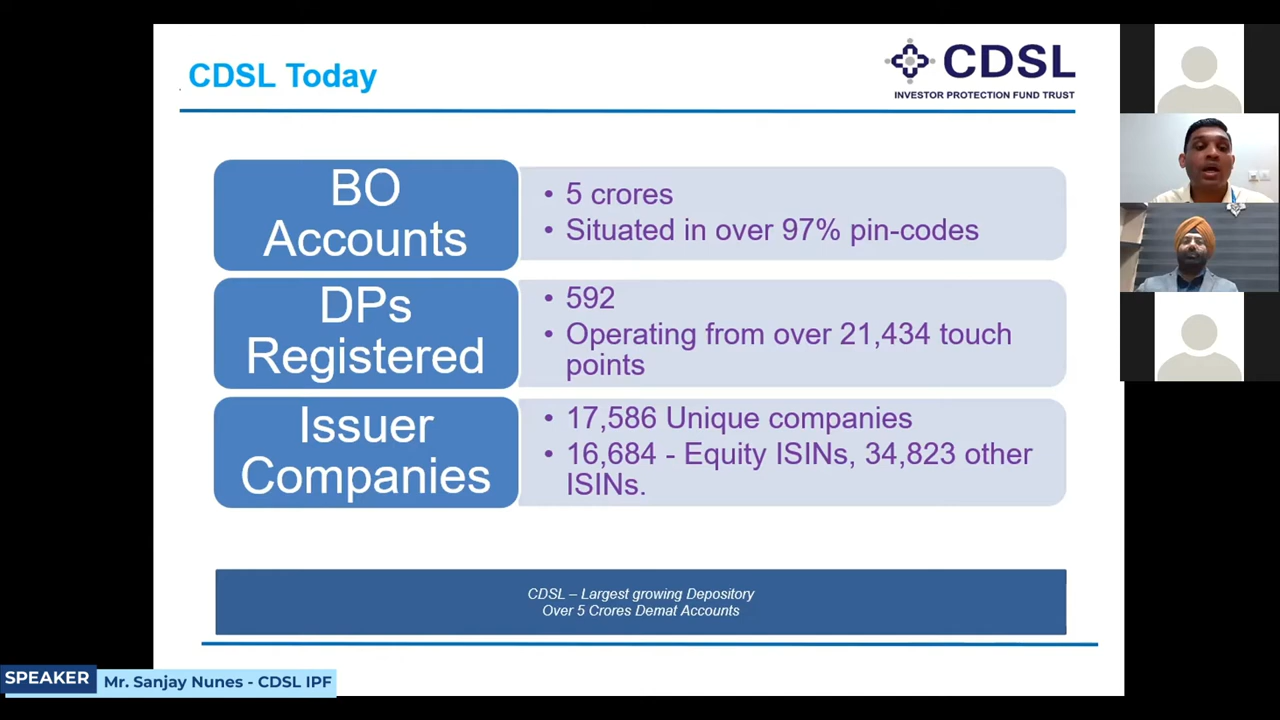 CDSL Today
CDSL
INVESTOR PROTECTION FUND TRUST
BO
Accounts
• 5 crores
• Situated in over 97% pin-codes
DPs
Registered
• 592
• Operating from over 21,434 touch
points
Issuer
Companies
• 17,586 Unique companies
• 16,684 - Equity ISINs, 34,823 other
ISINs.
CDSL – Largest growing Depository
Over 5 Crores Demat Accounts
SPEAKER
Mr. Sanjay Nunes - CDSL IPF